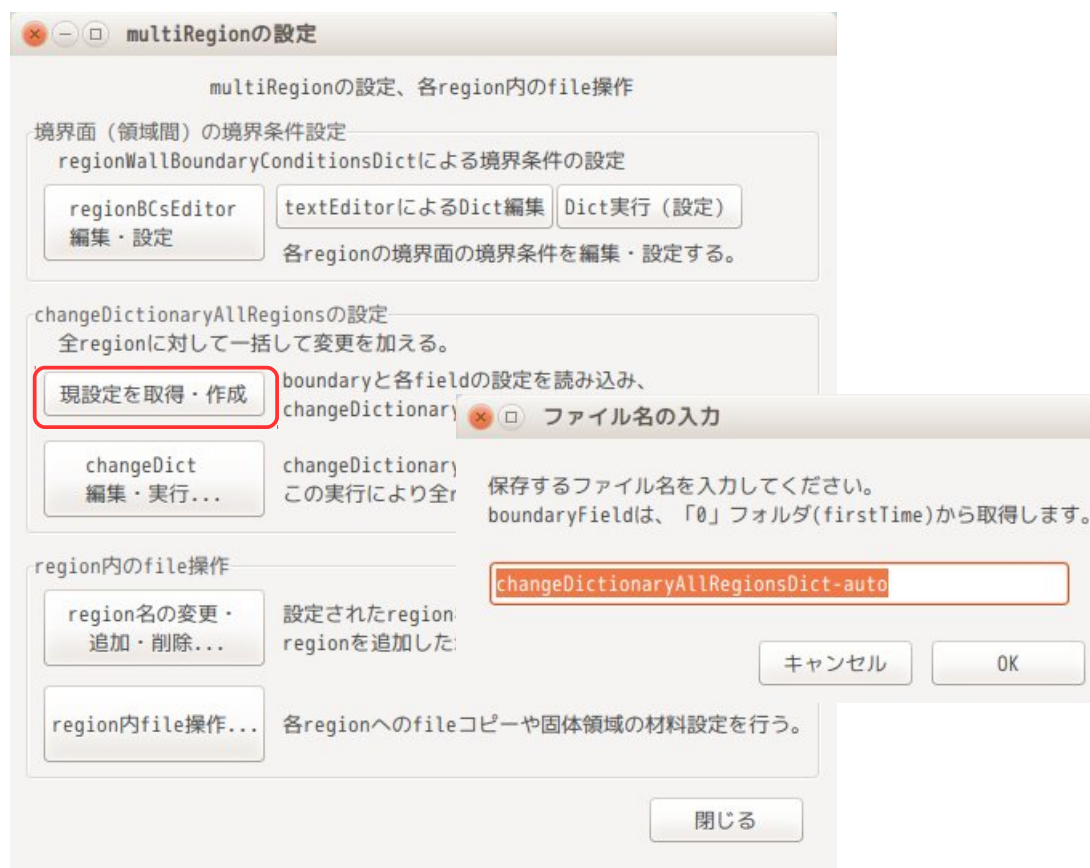 multiRegionの設定
multiRegionの設定、各region内のfile操作
境界面（領域間）の境界条件設定
regionWallBoundaryConditionsDictによる境界条件の設定
regionBCsEditor
編集・設定
textEditorによるDict編集
Dict実行（設定）
各regionの境界面の境界条件を編集・設定する。
changeDictionaryAllRegionsの設定
全regionに対して一括して変更を加える。
現設定を取得・作成
boundaryと各fieldの設定を読み込み、
changeDictionary
changeDict
編集・実行...
changeDictionary
この実行により全r
region内のfile操作
region名の変更・
追加・削除...
設定されたregion
regionを追加した
region内file操作...
各regionへのfileコピーや固体領域の材料設定を行う。
閉じる
ファイル名の入力
保存するファイル名を入力してください。
boundaryFieldは、「0」フォルダ(firstTime)から取得します。
changeDictionaryAllRegionsDict-auto
キャンセル
OK